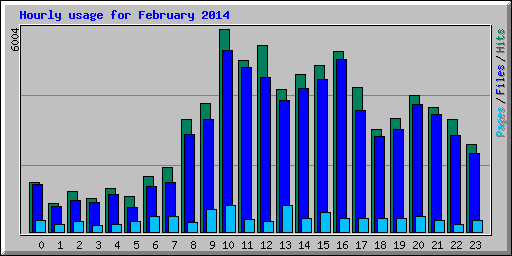 Hourly usage for February 2014
6004
Pages / Files / Hits
0 1 2 3 4 5 6 7 8 9 10 11 12 13 14 15 16 17 18 19 20 21 22 23